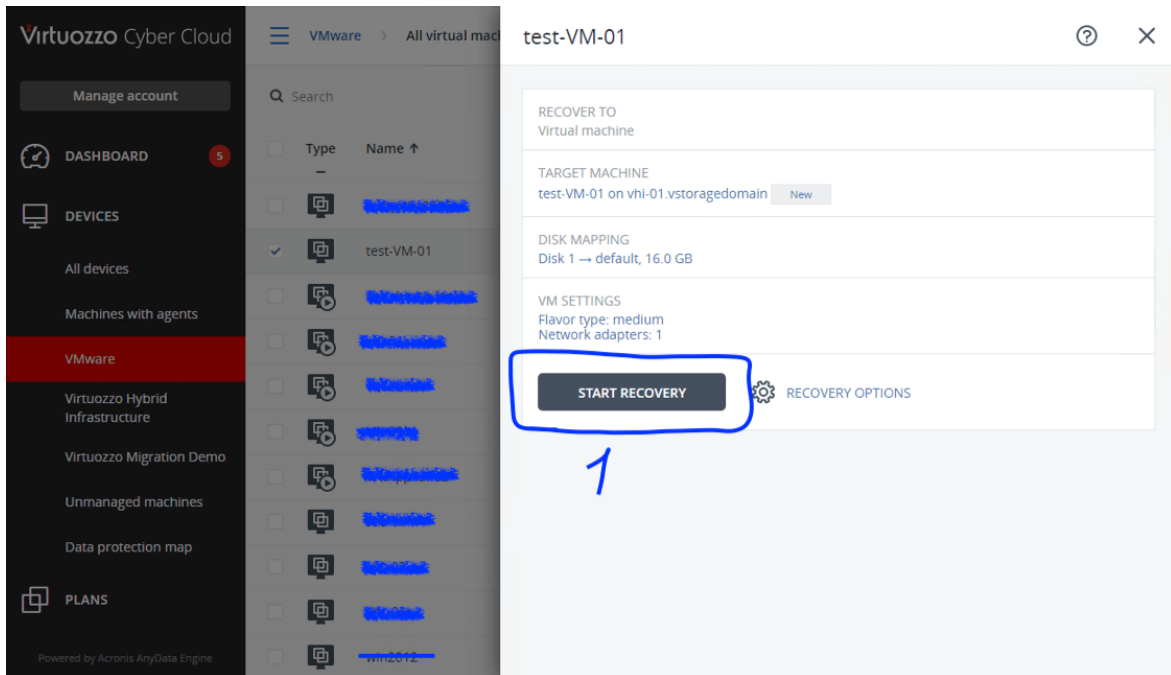 Virtuozzo Cyber Cloud
Manage account
DASHBOARD 5
DEVICES
All devices
Machines with agents
VMware
Virtuozzo Hybrid
Infrastructure
Virtuozzo Migration Demo
Unmanaged machines
Data protection map
PLANS
Powered by Acronis AnyData Engine
VMware > All virtual mac
Search
Type Name ↑
test-VM-01
win2012
test-VM-01
RECOVER TO
Virtual machine
TARGET MACHINE
test-VM-01 on vhi-01.vstoragedomain New
DISK MAPPING
Disk 1 → default, 16.0 GB
VM SETTINGS
Flavor type: medium
Network adapters: 1
START RECOVERY RECOVERY OPTIONS
1